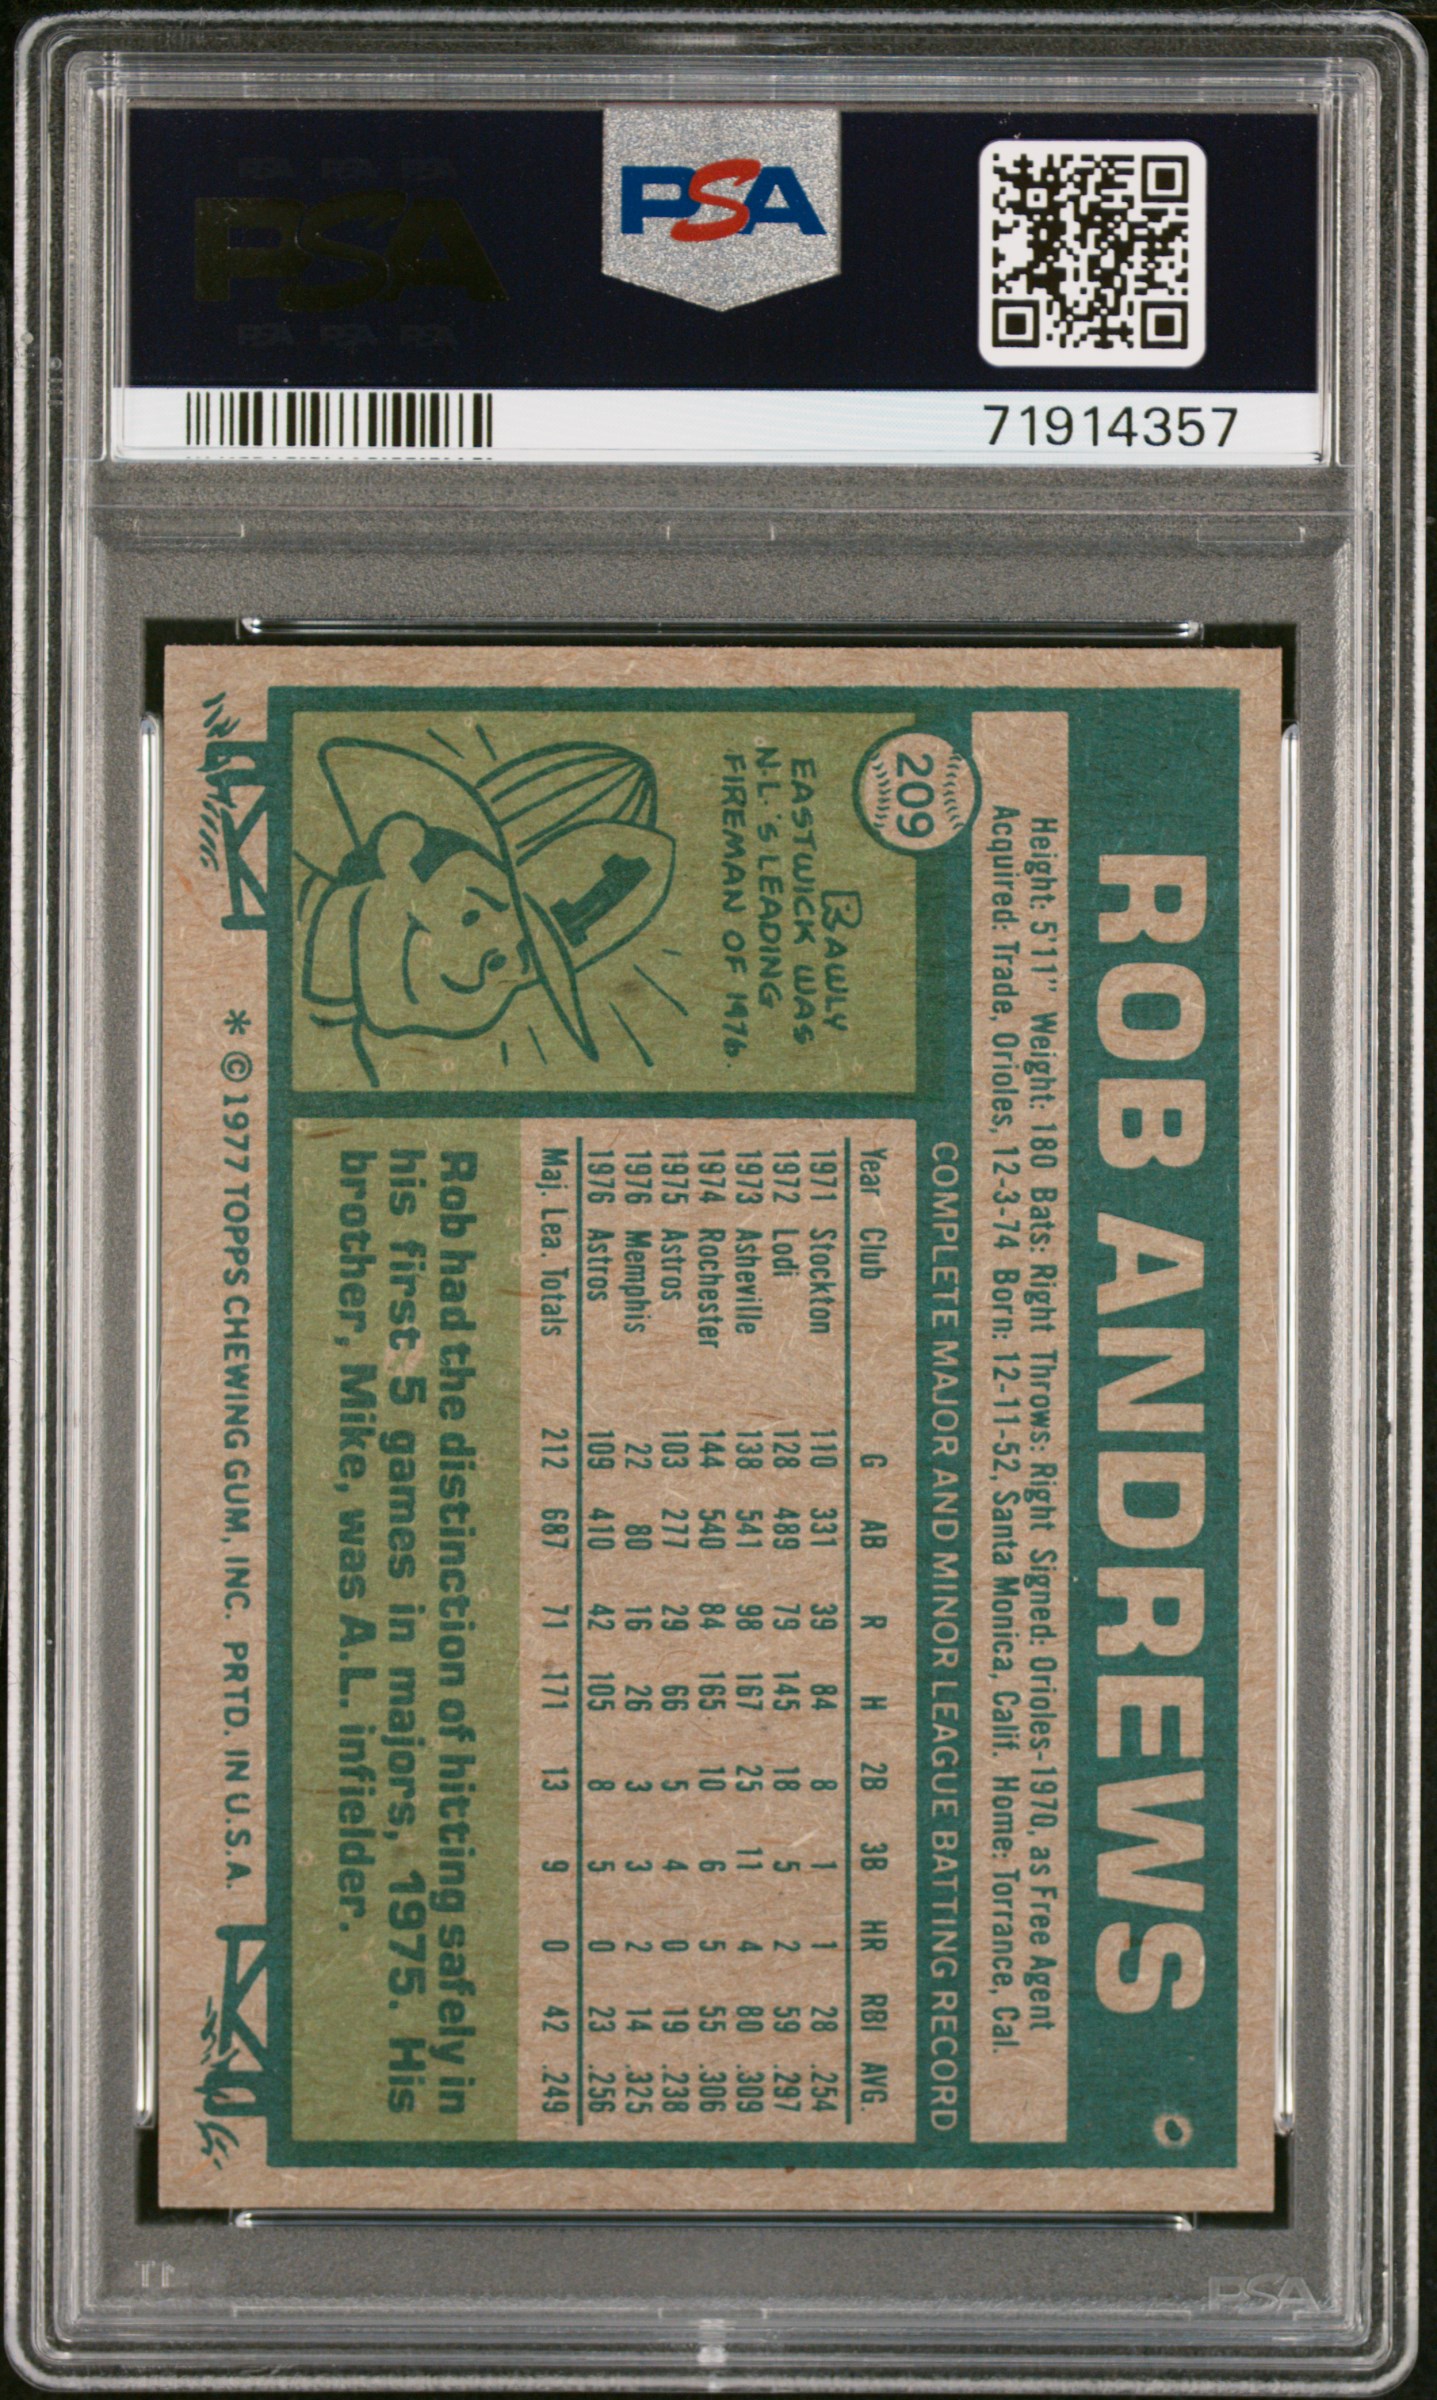 PSA PSA PSA
PSA
PSA PSA PSA
PSA
71914357
ROB ANDREWS
Height: 5'11" Weight: 180 Bats: Right Throws: Right Signed: Orioles-1970, as Free Agent
Acquired: Trade, Orioles, 12-3-74 Born: 12-11-52, Santa Monica, Calif. Home: Torrance, Cal.
209
BAWLY
EASTWICK WAS
N.L.'S LEADING
FIREMAN OF 1976.
1
COMPLETE MAJOR AND MINOR LEAGUE BATTING RECORD
Year Club G AB R H 2B 3B HR RBI AVG.
1971 Stockton 110 331 39 84 8 1 1 28 .254
1972 Lodi 128 489 79 145 18 5 2 59 .297
1973 Asheville 138 541 98 167 25 11 4 80 .309
1974 Rochester 144 540 84 165 10 6 5 55 .306
1975 Astros 103 277 29 66 5 4 0 19 .238
1976 Memphis 22 80 16 26 3 3 2 14 .325
1976 Astros 109 410 42 105 8 5 0 23 .256
Maj. Lea. Totals 212 687 71 171 13 9 0 42 .249
Rob had the distinction of hitting safely in
his first 5 games in majors, 1975. His
brother, Mike, was A.L. infielder.
* © 1977 TOPPS CHEWING GUM, INC. PRTD. IN U.S.A.
PSA